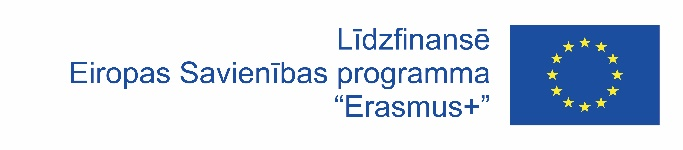 Līdzfinansē
Eiropas Savienības programma
“Erasmus+”